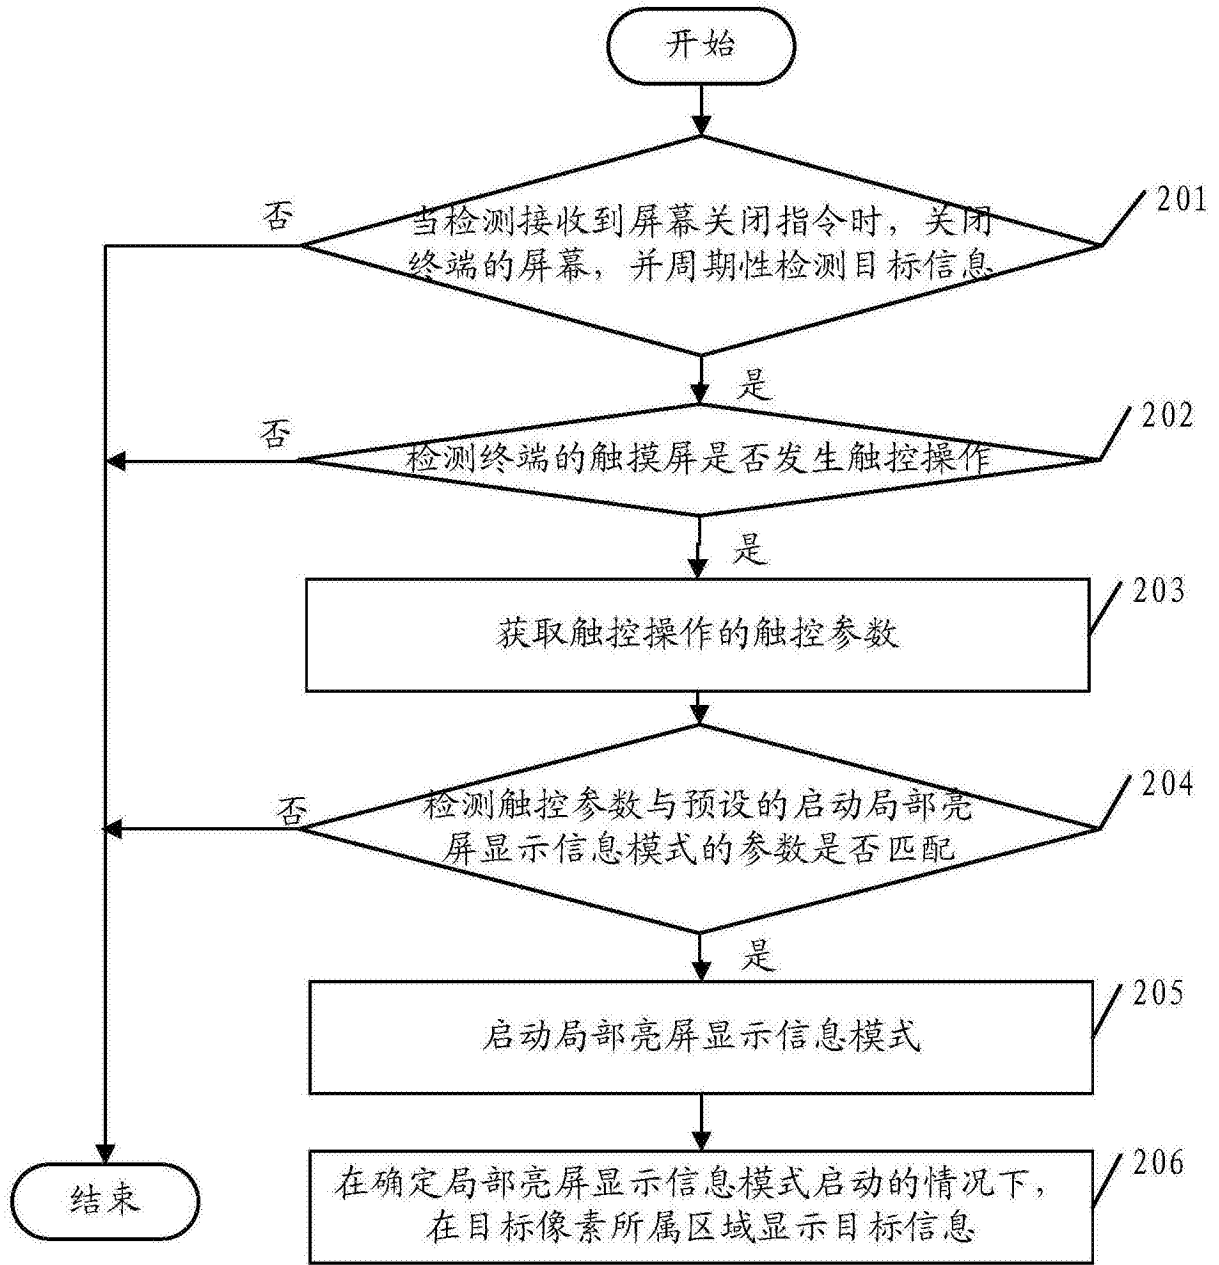 开始
201
否
当检测接收到屏幕关闭指令时，关闭
终端的屏幕，并周期性检测目标信息
是
202
否
检测终端的触摸屏是否发生触控操作
是
203
获取触控操作的触控参数
204
否
检测触控参数与预设的启动局部亮
屏显示信息模式的参数是否匹配
是
205
启动局部亮屏显示信息模式
206
在确定局部亮屏显示信息模式启动的情况下，
在目标像素所属区域显示目标信息
结束